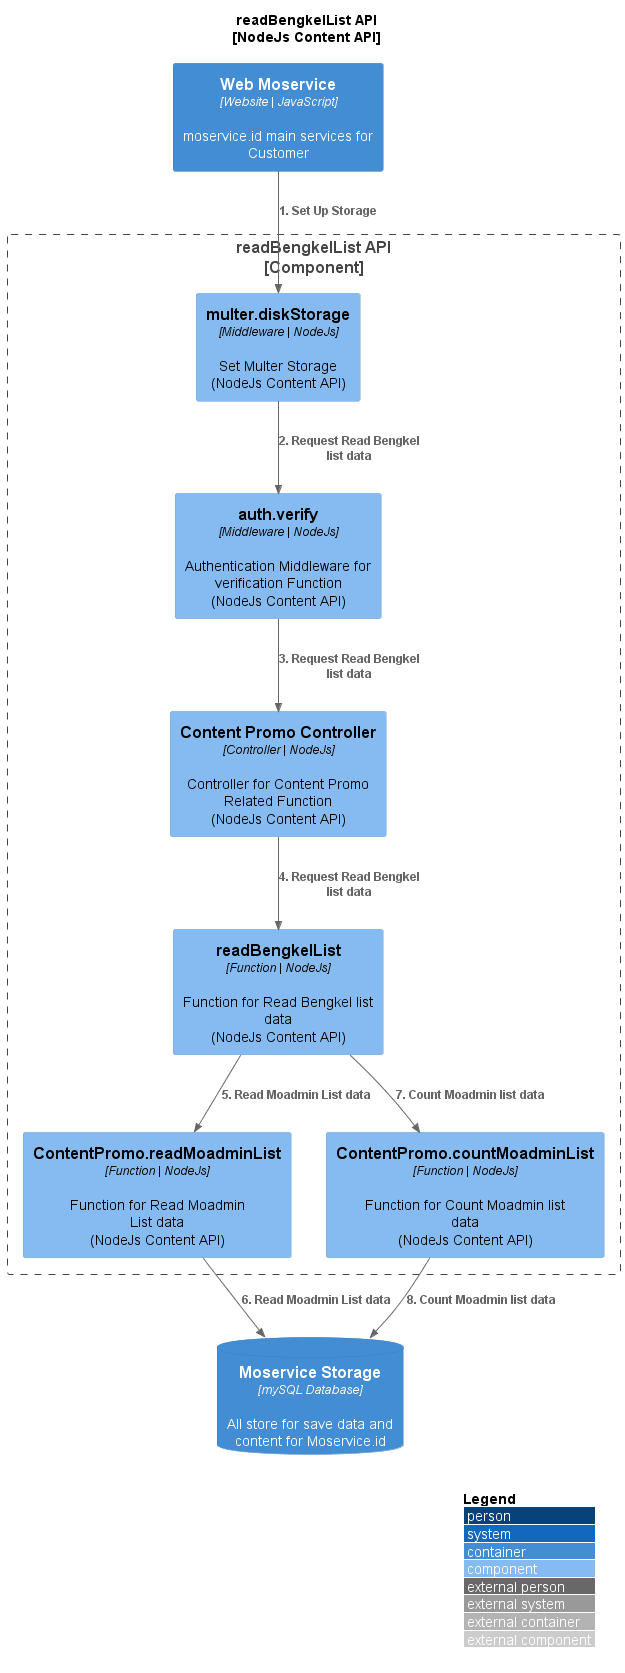 readBengkelList API
[NodeJs Content API]
Web Moservice
[Website | JavaScript]
moservice.id main services for
Customer
1. Set Up Storage
readBengkelList API
[Component]
multer.diskStorage
[Middleware | NodeJs]
Set Multer Storage
(NodeJs Content API)
2. Request Read Bengkel
list data
auth.verify
[Middleware | NodeJs]
Authentication Middleware for
verification Function
(NodeJs Content API)
3. Request Read Bengkel
list data
Content Promo Controller
[Controller | NodeJs]
Controller for Content Promo
Related Function
(NodeJs Content API)
4. Request Read Bengkel
list data
readBengkelList
[Function | NodeJs]
Function for Read Bengkel list
data
(NodeJs Content API)
5. Read Moadmin List data
7. Count Moadmin list data
ContentPromo.readMoadminList
[Function | NodeJs]
Function for Read Moadmin
List data
(NodeJs Content API)
ContentPromo.countMoadminList
[Function | NodeJs]
Function for Count Moadmin list
data
(NodeJs Content API)
6. Read Moadmin List data
8. Count Moadmin list data
Moservice Storage
[mySQL Database]
All store for save data and
content for Moservice.id
Legend
person
system
container
component
external person
external system
external container
external component